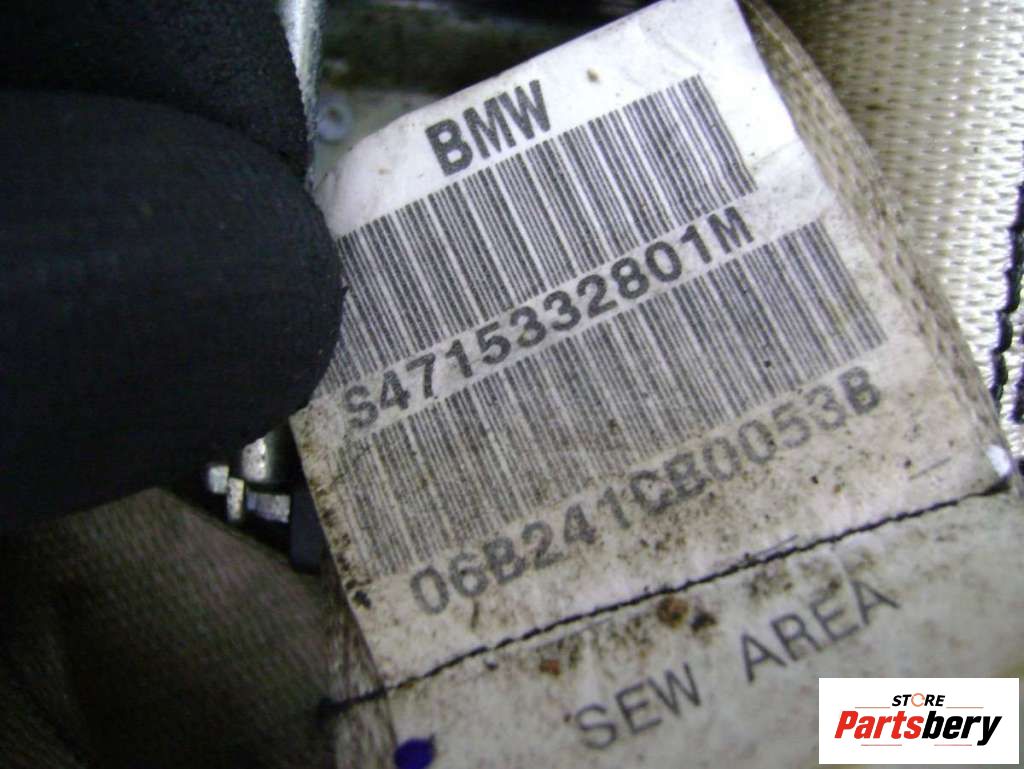 BMW
S4715332801M
06B241CB0053B
SEW AREA
STORE
Partsbery